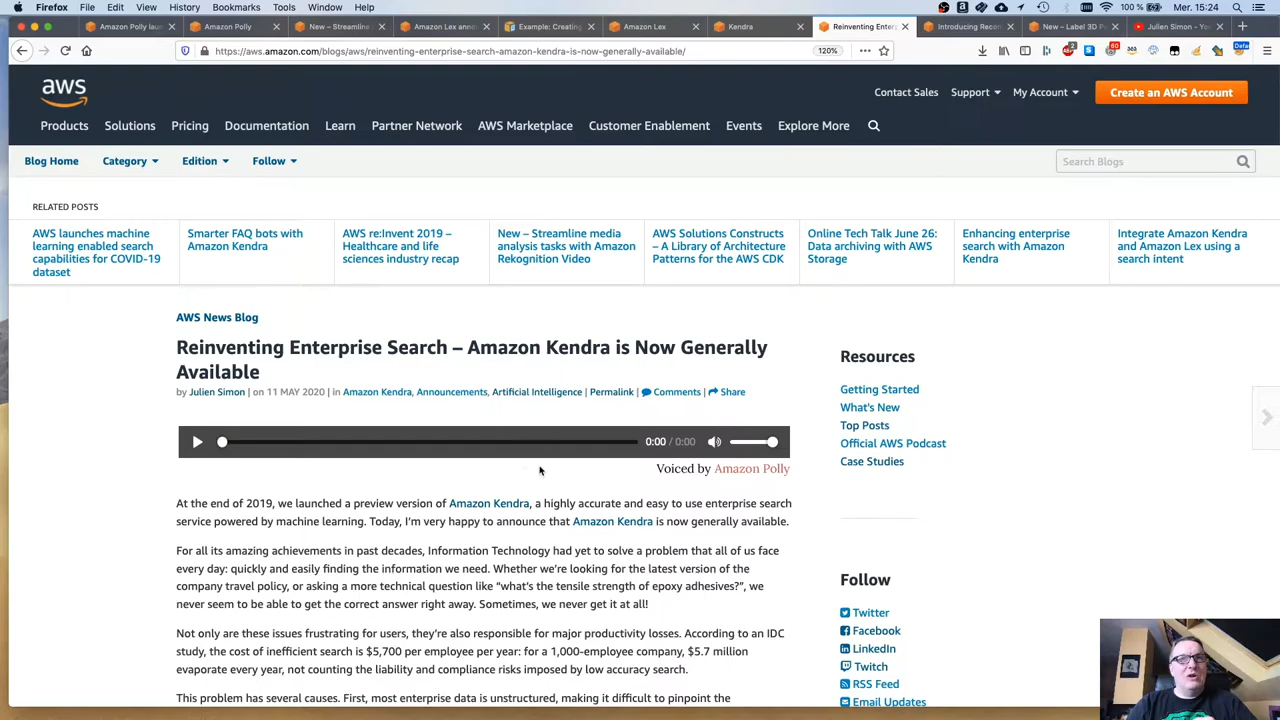 Firefox File Edit View History Bookmarks Tools Window Help 100 % Mer. 15:24
Amazon Polly lau
Amazon Polly
New – Streamline
Amazon Lex anno
Example: Creating
Amazon Lex
Kendra
Reinventing Enter
Introducing Recor
New – Label 3D P
Julien Simon - Yo
https://aws.amazon.com/blogs/aws/reinventing-enterprise-search-amazon-kendra-is-now-generally-available/ 120%
aws
Contact Sales Support My Account Create an AWS Account
Products Solutions Pricing Documentation Learn Partner Network AWS Marketplace Customer Enablement Events Explore More
Blog Home Category Edition Follow Search Blogs
RELATED POSTS
AWS launches machine
learning enabled search
capabilities for COVID-19
dataset
Smarter FAQ bots with
Amazon Kendra
AWS re:Invent 2019 –
Healthcare and life
sciences industry recap
New – Streamline media
analysis tasks with Amazon
Rekognition Video
AWS Solutions Constructs
– A Library of Architecture
Patterns for the AWS CDK
Online Tech Talk June 26:
Data archiving with AWS
Storage
Enhancing enterprise
search with Amazon
Kendra
Integrate Amazon Kendra
and Amazon Lex using a
search intent
AWS News Blog
Reinventing Enterprise Search – Amazon Kendra is Now Generally
Available
by Julien Simon | on 11 MAY 2020 | in Amazon Kendra, Announcements, Artificial Intelligence | Permalink | Comments | Share
0:00 / 0:00
Voiced by Amazon Polly
At the end of 2019, we launched a preview version of Amazon Kendra, a highly accurate and easy to use enterprise search
service powered by machine learning. Today, I'm very happy to announce that Amazon Kendra is now generally available.
For all its amazing achievements in past decades, Information Technology had yet to solve a problem that all of us face
every day: quickly and easily finding the information we need. Whether we're looking for the latest version of the
company travel policy, or asking a more technical question like “what's the tensile strength of epoxy adhesives?”, we
never seem to be able to get the correct answer right away. Sometimes, we never get it at all!
Not only are these issues frustrating for users, they're also responsible for major productivity losses. According to an IDC
study, the cost of inefficient search is $5,700 per employee per year: for a 1,000-employee company, $5.7 million
evaporate every year, not counting the liability and compliance risks imposed by low accuracy search.
This problem has several causes. First, most enterprise data is unstructured, making it difficult to pinpoint the
Resources
Getting Started
What's New
Top Posts
Official AWS Podcast
Case Studies
Follow
Twitter
Facebook
LinkedIn
Twitch
RSS Feed
Email Updates